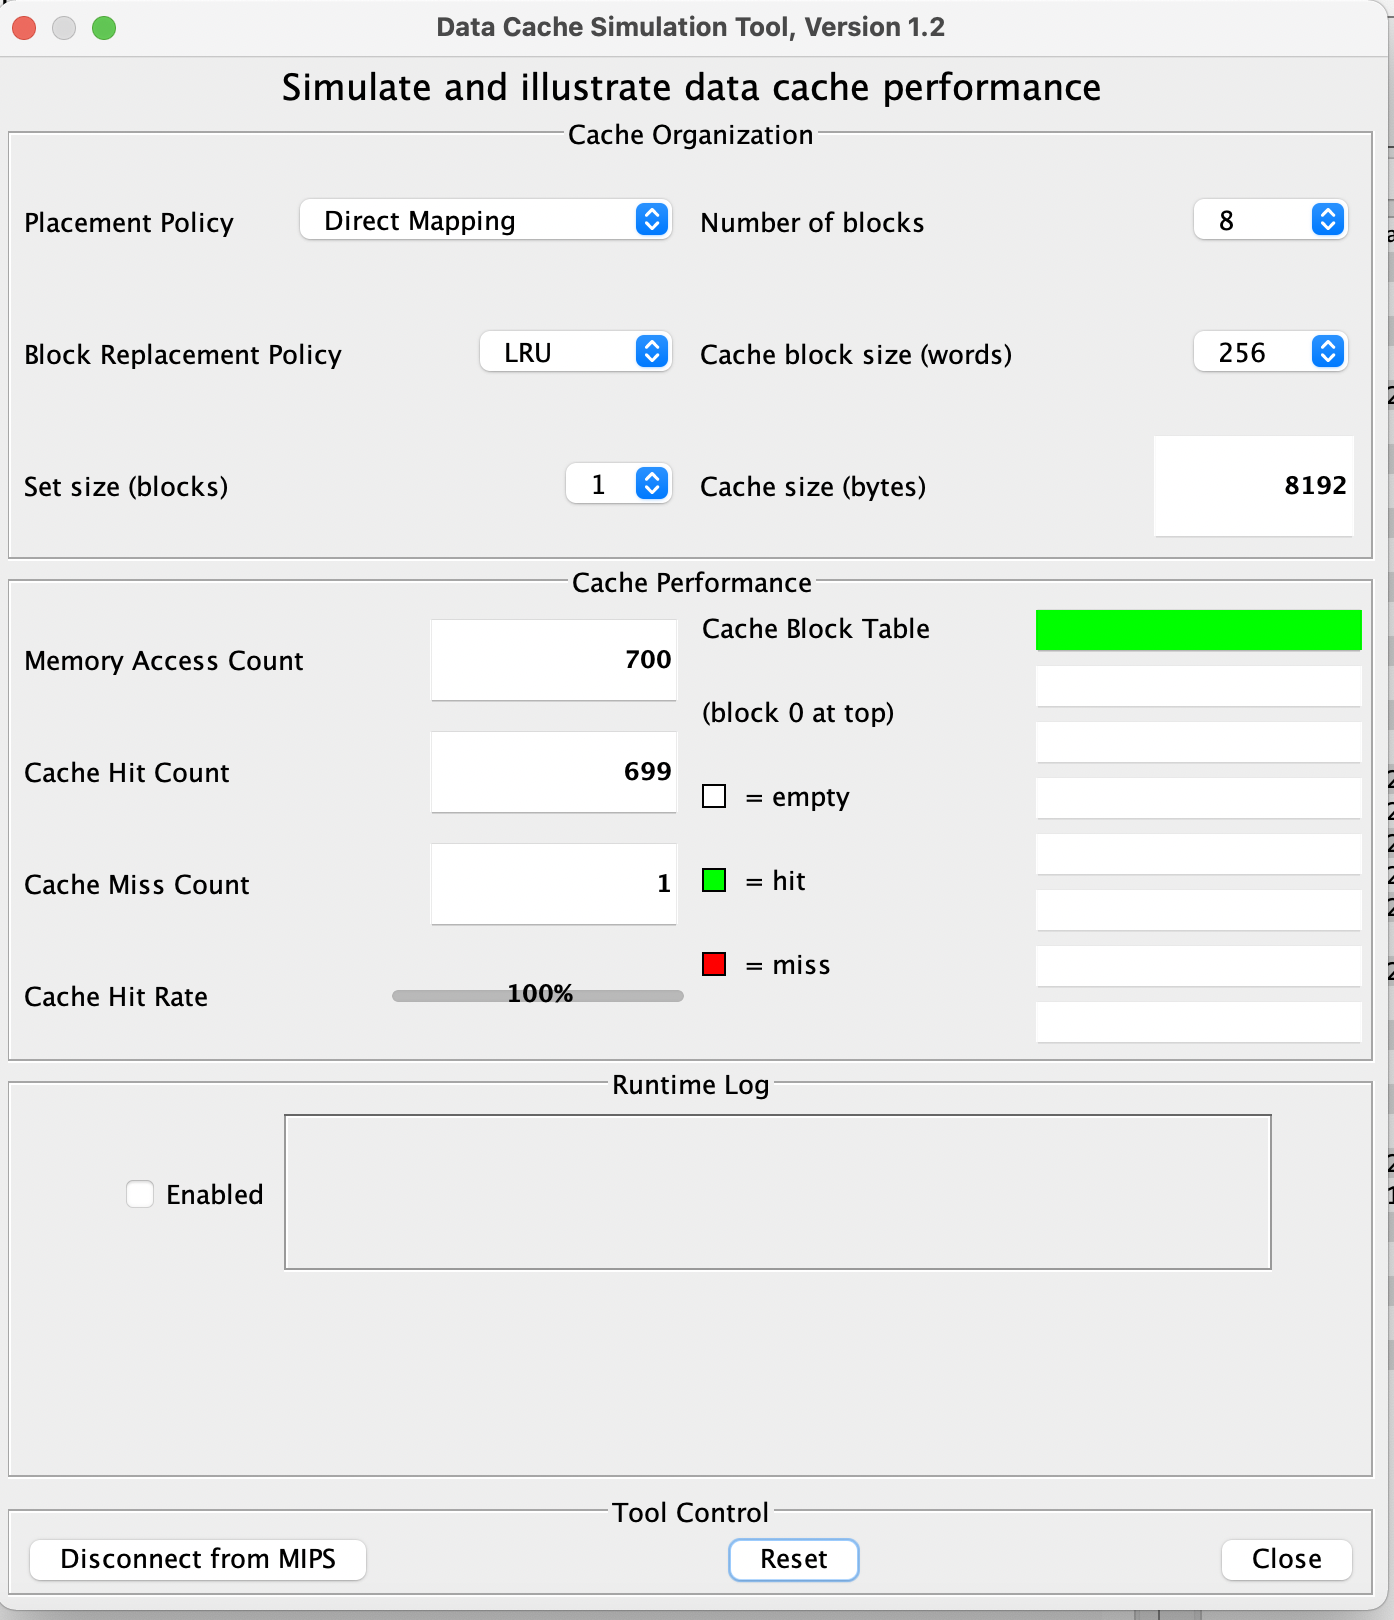 Data Cache Simulation Tool, Version 1.2
Simulate and illustrate data cache performance
Cache Organization
Placement Policy Direct Mapping Number of blocks 8
Block Replacement Policy LRU Cache block size (words) 256
Set size (blocks) 1 Cache size (bytes) 8192
Cache Performance
Memory Access Count 700
Cache Hit Count 699
Cache Miss Count 1
Cache Hit Rate 100%
Cache Block Table
(block 0 at top)
= empty
= hit
= miss
Runtime Log
Enabled
Tool Control
Disconnect from MIPS Reset Close